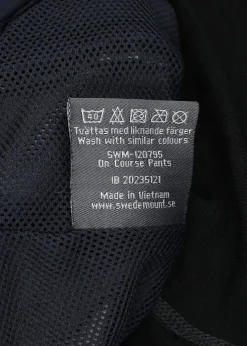 40
Tvättas med liknande färger
Wash with similar colours
SWM-120795
On Course Pants
IB 20235121
Made in Vietnam
www.swedemount.se